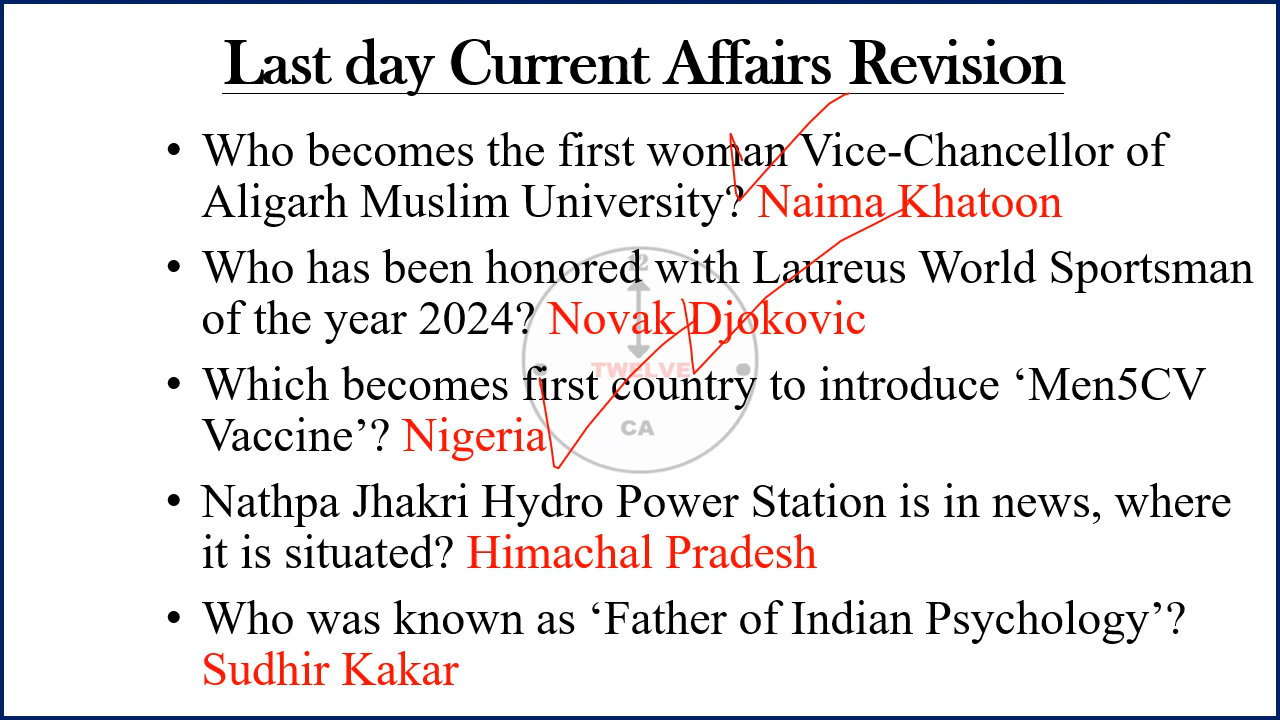 Last day Current Affairs Revision
• Who becomes the first woman Vice-Chancellor of
Aligarh Muslim University? Naima Khatoon
• Who has been honored with Laureus World Sportsman
of the year 2024? Novak Djokovic
• Which becomes first country to introduce ‘Men5CV
Vaccine’? Nigeria
• Nathpa Jhakri Hydro Power Station is in news, where
it is situated? Himachal Pradesh
• Who was known as ‘Father of Indian Psychology’?
Sudhir Kakar
12
TWELVE
CA